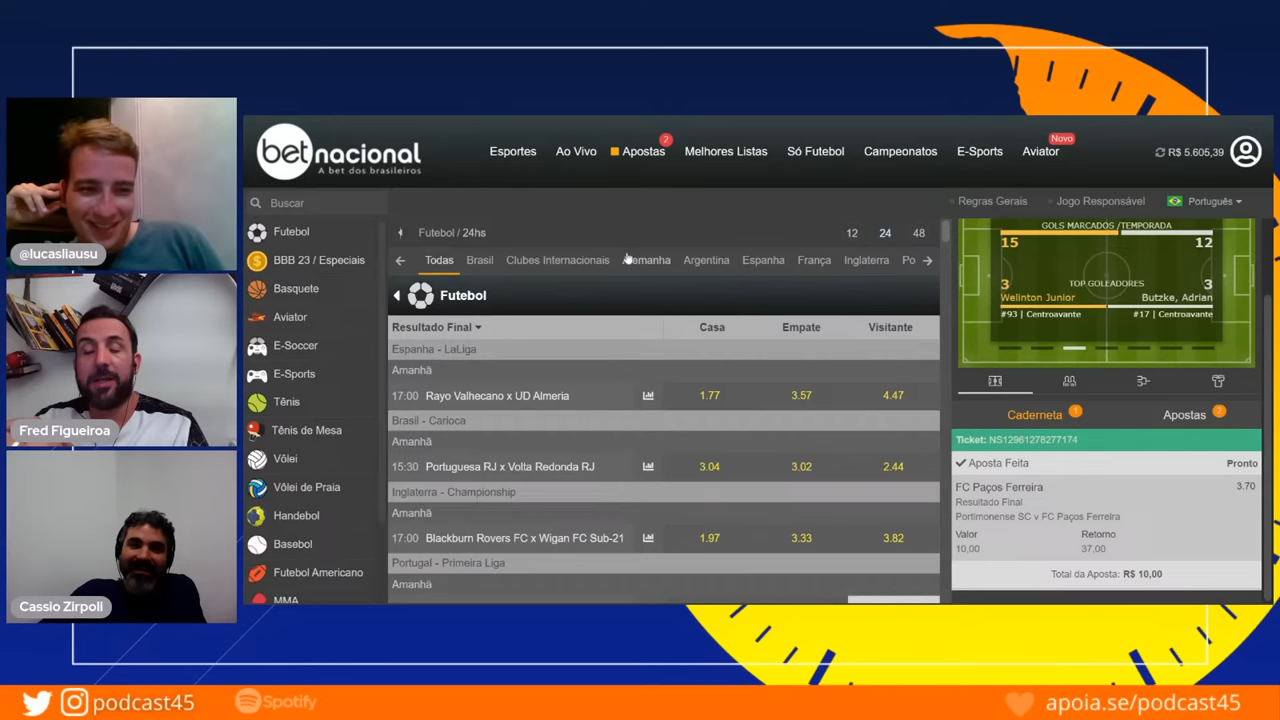 @lucasliausu
Fred Figueiroa
Cassio Zirpoli
betnacional
A bet dos brasileiros
Esportes
Ao Vivo
Apostas
2
Melhores Listas
Só Futebol
Campeonatos
E-Sports
Aviator
Novo
R$ 5.605,39
Buscar
Regras Gerais
Jogo Responsável
Português
Futebol
BBB 23 / Especiais
Basquete
Aviator
E-Soccer
E-Sports
Tênis
Tênis de Mesa
Vôlei
Vôlei de Praia
Handebol
Basebol
Futebol Americano
MMA
Futebol / 24hs
12 24 48
Todas Brasil Clubes Internacionais Alemanha Argentina Espanha França Inglaterra Po
Futebol
Resultado Final Casa Empate Visitante
Espanha - LaLiga
Amanhã
17:00 Rayo Valhecano x UD Almeria 1.77 3.57 4.47
Brasil - Carioca
Amanhã
15:30 Portuguesa RJ x Volta Redonda RJ 3.04 3.02 2.44
Inglaterra - Championship
Amanhã
17:00 Blackburn Rovers FC x Wigan FC Sub-21 1.97 3.33 3.82
Portugal - Primeira Liga
Amanhã
GOLS MARCADOS /TEMPORADA
15 12
3 3
TOP GOLLEADORES
Welinton Junior Butzke, Adrian
#93 | Centroavante #17 | Centroavante
Caderneta 1 Apostas 2
Ticket: NS12961278277174
Aposta Feita Pronto
FC Paços Ferreira 3.70
Resultado Final
Portimonense SC v FC Paços Ferreira
Valor Retorno
10,00 37,00
Total da Aposta: R$ 10,00
podcast45
Spotify
apoia.se/podcast45